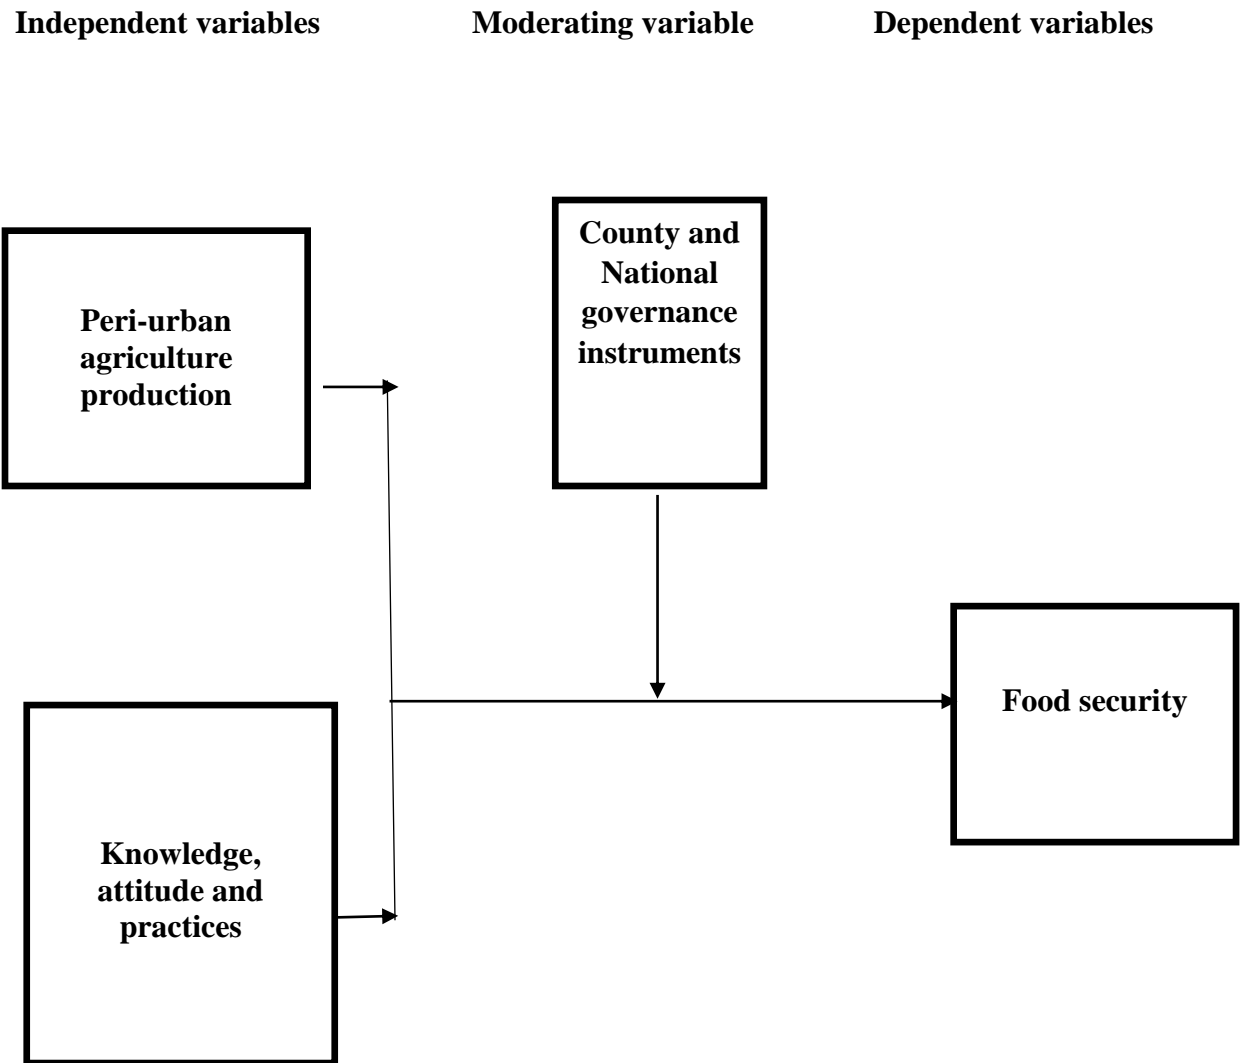 Independent variables
Moderating variable
Dependent variables
Peri-urban
agriculture
production
County and
National
governance
instruments
Knowledge,
attitude and
practices
Food security